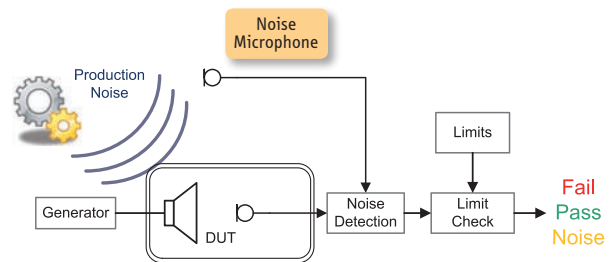 Noise
Microphone
Production
Noise
Limits
Generator
DUT
Noise
Detection
Limit
Check
Fail
Pass
Noise